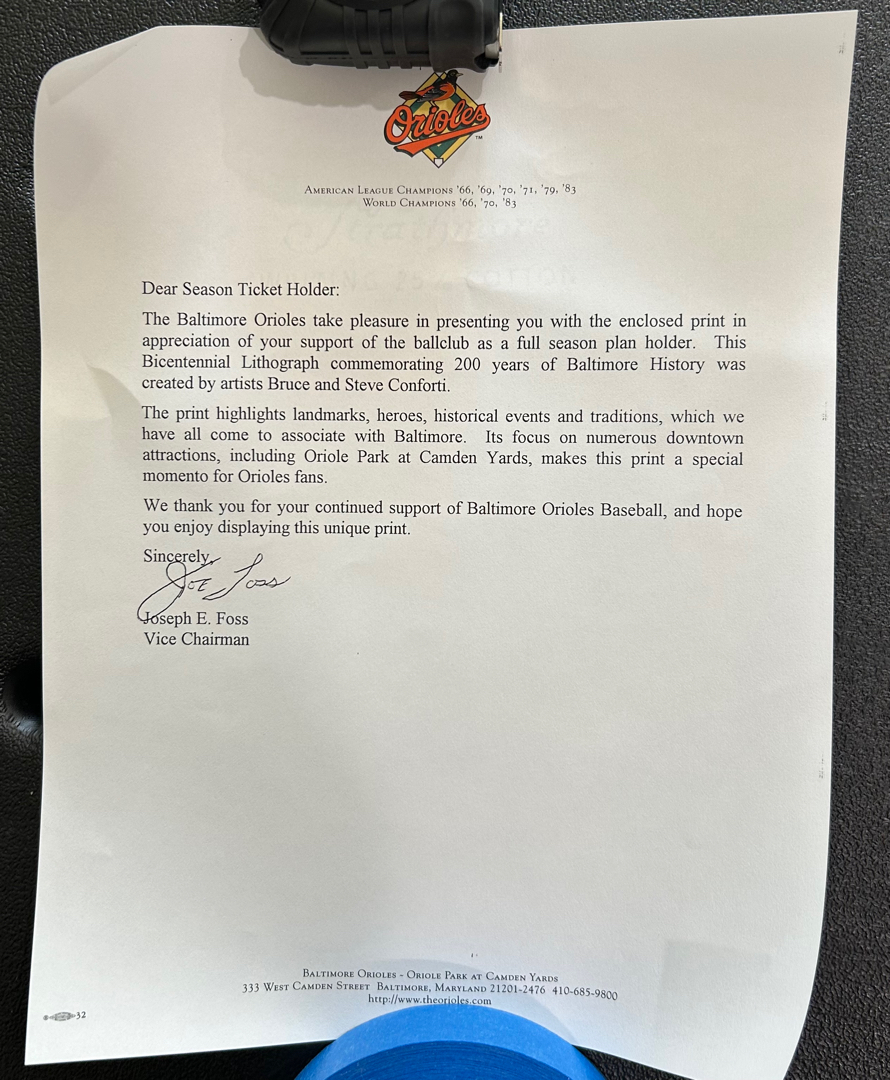 Orioles
TM
AMERICAN LEAGUE CHAMPIONS '66, '69, '70, '71, '79, '83
WORLD CHAMPIONS '66, '70, '83
Strathmore
Dear Season Ticket Holder:
The Baltimore Orioles take pleasure in presenting you with the enclosed print in
appreciation of your support of the ballclub as a full season plan holder. This
Bicentennial Lithograph commemorating 200 years of Baltimore History was
created by artists Bruce and Steve Conforti.
The print highlights landmarks, heroes, historical events and traditions, which we
have all come to associate with Baltimore. Its focus on numerous downtown
attractions, including Oriole Park at Camden Yards, makes this print a special
momento for Orioles fans.
We thank you for your continued support of Baltimore Orioles Baseball, and hope
you enjoy displaying this unique print.
Sincerely,
Joe Foss
Joseph E. Foss
Vice Chairman
BALTIMORE ORIOLES - ORIOLE PARK AT CAMDEN YARDS
333 WEST CAMDEN STREET BALTIMORE, MARYLAND 21201-2476 410-685-9800
http://www.theorioles.com
32